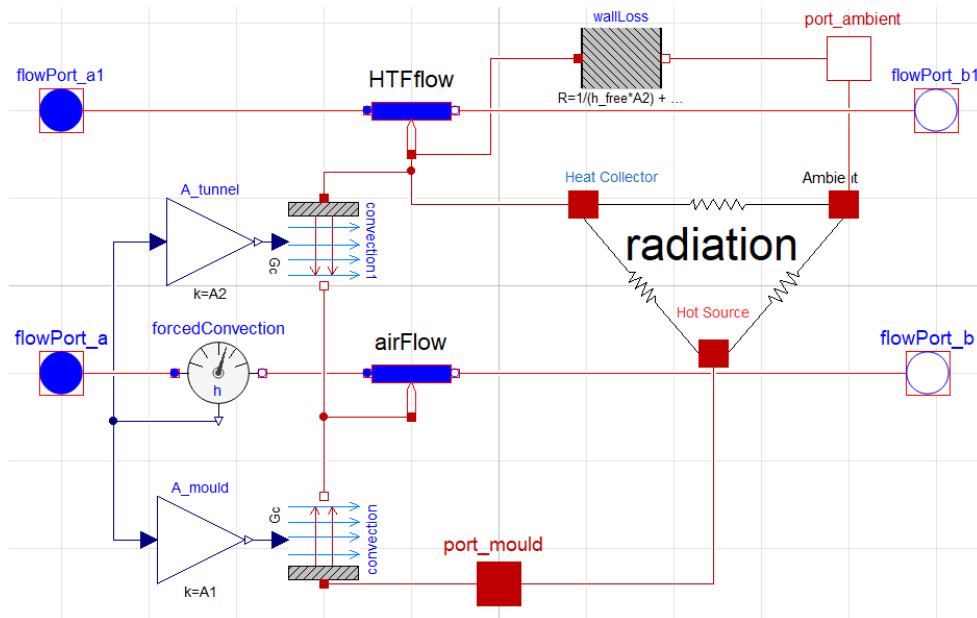 wallLoss
port_ambient
flowPort_a1
HTFflow
flowPort_b1
R=1/(h_free*A2) + ...
A_tunnel
Heat Collector
Ambient
convection1
radiation
Gc
k=A2
Hot Source
forcedConvection
flowPort_a
airFlow
flowPort_b
h
A_mould
Gc
convection
port_mould
k=A1